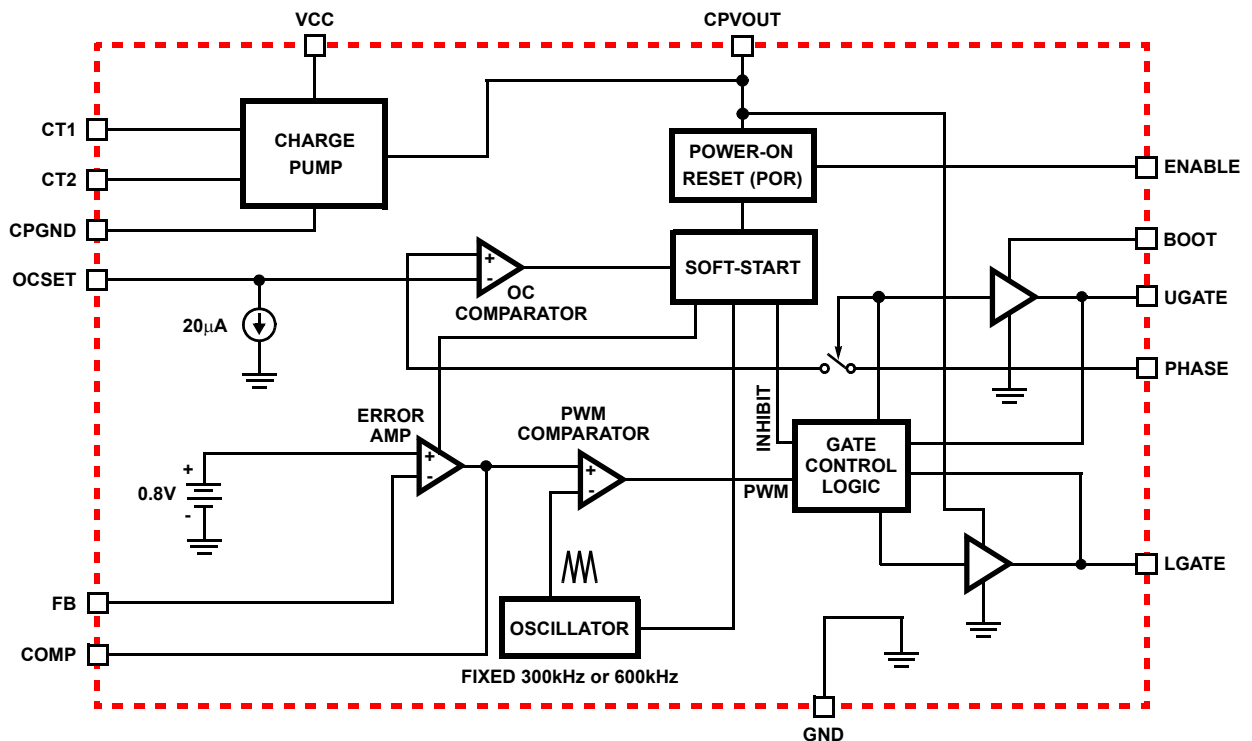 VCC
CPVOUT
CT1
CHARGE
PUMP
CT2
CPGND
POWER-ON
RESET (POR)
ENABLE
OCSET
+
-
OC
COMPARATOR
SOFT-START
BOOT
UGATE
20µA
PHASE
INHIBIT
ERROR
AMP
+
-
PWM
COMPARATOR
+
-
PWM
GATE
CONTROL
LOGIC
+
0.8V
-
LGATE
FB
OSCILLATOR
COMP
FIXED 300kHz or 600kHz
GND